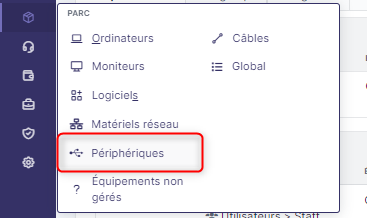 PARC
Ordinateurs
Câbles
Moniteurs
Global
Logiciels
Matériels réseau
Périphériques
Équipements non
gérés
Utilisateurs > Staff